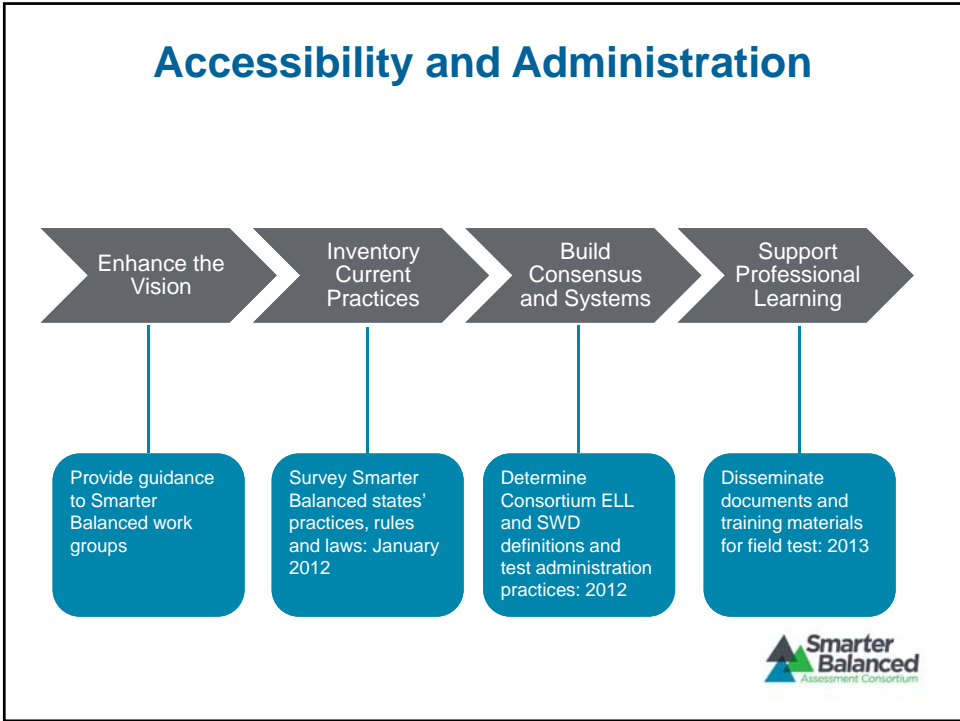 Accessibility and Administration
Enhance the
Vision
Inventory
Current
Practices
Build
Consensus
and Systems
Support
Professional
Learning
Provide guidance
to Smarter
Balanced work
groups
Survey Smarter
Balanced states’
practices, rules
and laws: January
2012
Determine
Consortium ELL
and SWD
definitions and
test administration
practices: 2012
Disseminate
documents and
training materials
for field test: 2013
Smarter
Balanced
Assessment Consortium